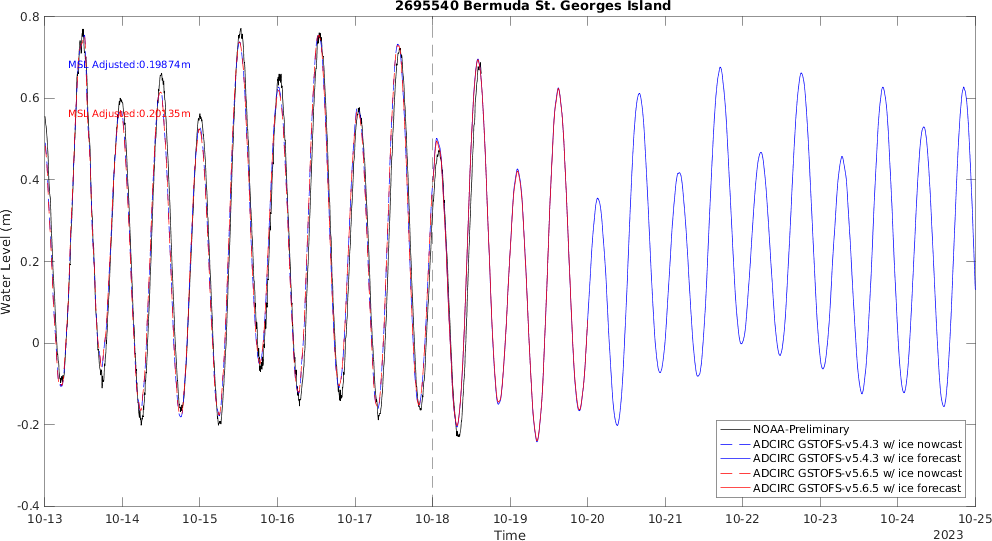 2695540 Bermuda St. Georges Island
0.8
MSL Adjusted:0.19874m
0.6
MSL Adjusted:0.20235m
0.4
Water Level (m)
0.2
0
-0.2
NOAA-Preliminary
ADCIRC GSTOFS-v5.4.3 w/ ice nowcast
ADCIRC GSTOFS-v5.4.3 w/ ice forecast
ADCIRC GSTOFS-v5.6.5 w/ ice nowcast
ADCIRC GSTOFS-v5.6.5 w/ ice forecast
-0.4
10-13 10-14 10-15 10-16 10-17 10-18 10-19 10-20 10-21 10-22 10-23 10-24 10-25
Time
2023